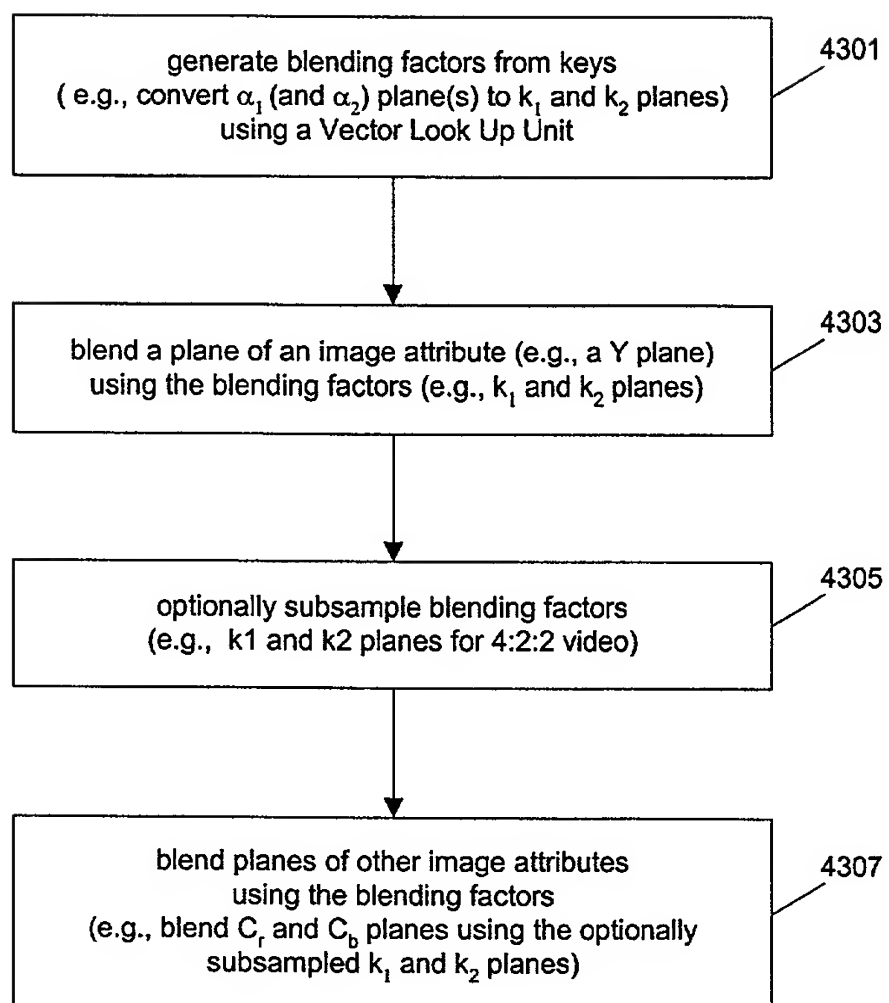 generate blending factors from keys
( e.g., convert α₁ (and α₂) plane(s) to k₁ and k₂ planes)
using a Vector Look Up Unit
4301
blend a plane of an image attribute (e.g., a Y plane)
using the blending factors (e.g., k₁ and k₂ planes)
4303
optionally subsample blending factors
(e.g., k1 and k2 planes for 4:2:2 video)
4305
blend planes of other image attributes
using the blending factors
(e.g., blend Cᵣ and C_b planes using the optionally
subsampled k₁ and k₂ planes)
4307